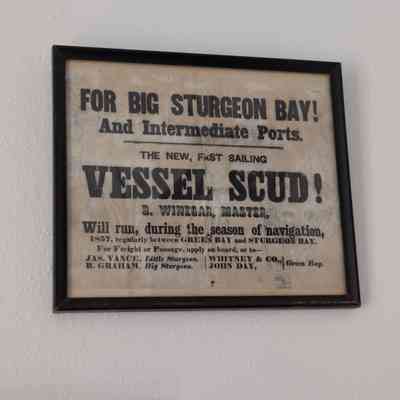 FOR BIG STURGEON BAY!
And Intermediate Ports.
THE NEW, FAST SAILING
VESSEL SCUD!
B. WINEGAR, MASTER,
Will run, during the season of navigation,
1857, regularly between GREEN BAY and STURGEON BAY.
For Freight or Passage, apply on board, or to—
JAS. VANCE, Little Sturgeon. WHITNEY & CO., Green Bay.
R. GRAHAM, Big Sturgeon. JOHN DAY,